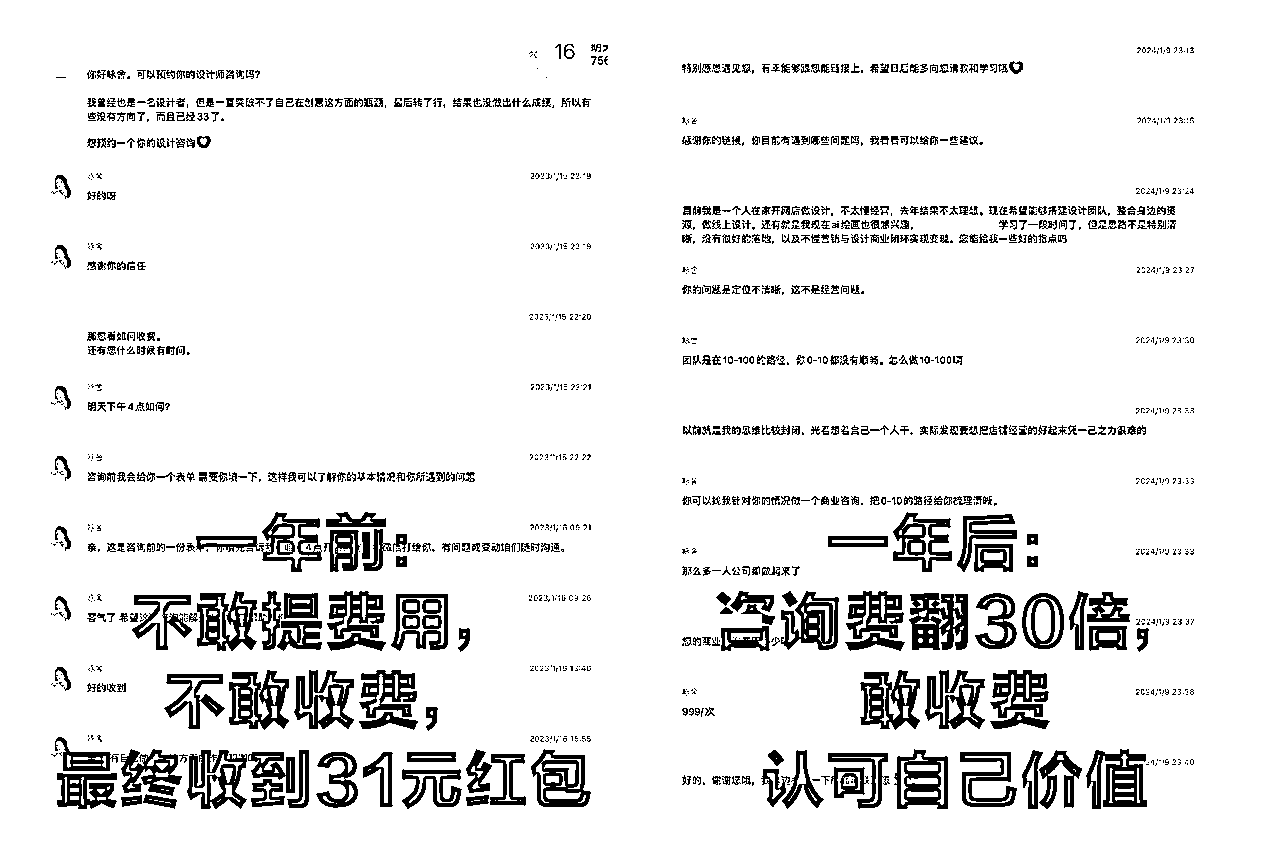 16
你好咏舍。可以预约你的设计师咨询吗?
我曾经也是一名设计者，但是一直突破不了自己在创意这方面的瓶颈，最后转了行，结果也没做出什么成绩，所以有
些没有方向了，而且已经33了。
想预约一个你的设计咨询
2023/1/15 22:19
好的呀
2023/1/15 22:19
感谢你的信任
2023/1/15 22:20
那您看如何收费。
还有您什么时候有时间。
2023/1/15 22:21
明天下午4点如何?
2023/1/15 22:22
咨询前我会给你一个表单 需要你填一下，这样我可以了解你的基本情况和你所遇到的问题
2023/1/16 09:21
亲，这是咨询前的一份表单，
打给你，有问题或变动咱们随时沟通。
2023/1/16 09:26
客气了 希望
2023/1/16 13:40
好的收到
2023/1/16 15:55
一年前:
不敢提费用,
不敢收费,
最终收到31元红包
2024/1/9 23:13
特别感恩遇见您，有幸能够跟您能链接上，希望日后能多向您请教和学习哦
2024/1/9 23:15
感谢你的链接，你目前有遇到哪些问题吗，我看看可以给你一些建议。
2024/1/9 23:24
目前我是一个人在家开网店做设计，不太懂经营，去年结果不太理想。现在希望能够搭建设计团队，整合身边的资
源，做线上设计。还有就是我现在ai绘画也很感兴趣， 学习了一段时间了，但是思路不是特别清
晰，没有很好的落地，以及不懂营销与设计商业闭环实现变现。您能给我一些好的指点吗
2024/1/9 23:27
你的问题是定位不清晰，这不是经营问题。
2024/1/9 23:30
团队是在10-100的路径，你0-10都没有顺畅。怎么做10-100呢
2024/1/9 23:33
以前就是我的思维比较封闭，光看想着自己一个人干，实际发现要想把店铺经营的好起来凭一己之力很难的
2024/1/9 23:33
你可以找我针对你的情况做一个商业咨询，把0-10的路径给你梳理清晰。
2024/1/9 23:33
那么多一人公司都做起来了
2024/1/9 23:37
您的商业
2024/1/9 23:38
999/次
2024/1/9 23:40
好的，谢谢您哦，
一年后:
咨询费翻30倍,
敢收费
认可自己价值